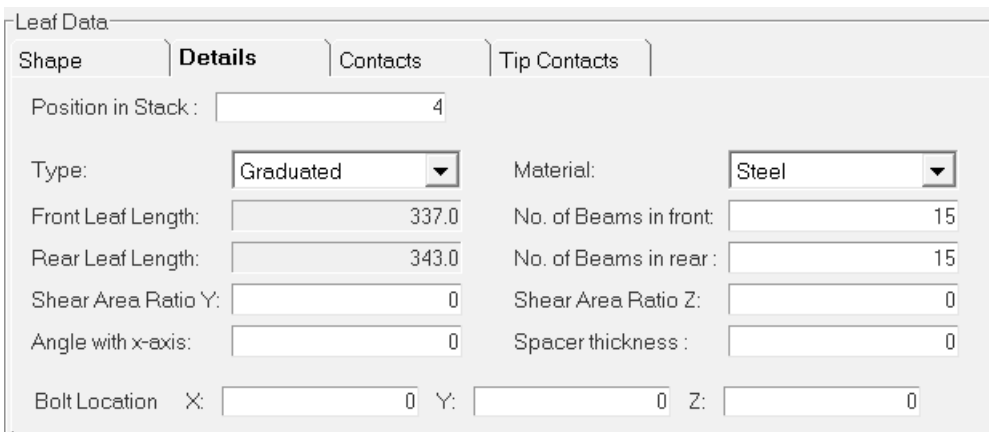 Leaf Data
Shape Details Contacts Tip Contacts
Position in Stack : 4
Type: Graduated Material: Steel
Front Leaf Length: 337.0 No. of Beams in front: 15
Rear Leaf Length: 343.0 No. of Beams in rear : 15
Shear Area Ratio Y: 0 Shear Area Ratio Z: 0
Angle with x-axis: 0 Spacer thickness : 0
Bolt Location X: 0 Y: 0 Z: 0